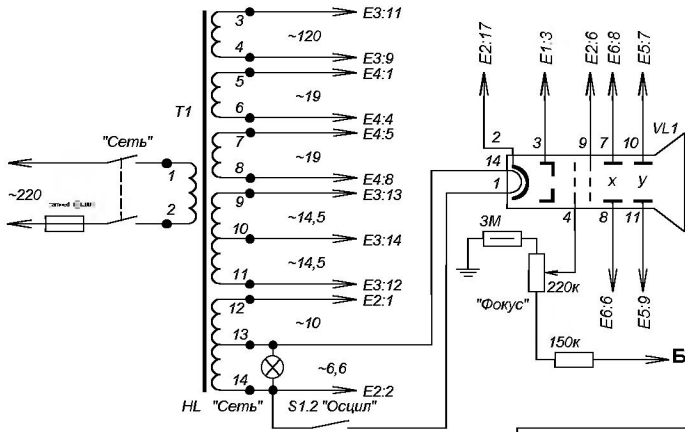 3
E3:11
~120
4
E3:9
5
E4:1
~19
6
E4:4
T1
7
E4:5
~19
8
E4:8
"Сеть"
1
~220
2
9
E3:13
~14,5
10
E3:14
~14,5
11
E3:12
12
E2:1
~10
13
~6,6
14
E2:2
HL "Сеть"
S1.2 "Осцил"
E2:17
E1:3
E2:6
E6:8
E5:7
2
3
9
7
10
VL1
14
1
x
y
4
8
11
3М
220к
"Фокус"
E6:6
E5:9
150к
Б